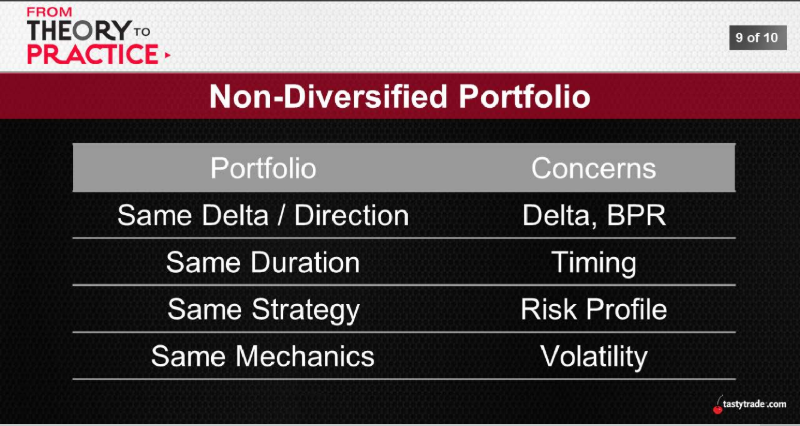 FROM
THEORY TO
PRACTICE
9 of 10
Non-Diversified Portfolio
Portfolio Concerns
Same Delta / Direction Delta, BPR
Same Duration Timing
Same Strategy Risk Profile
Same Mechanics Volatility
tastytrade.com